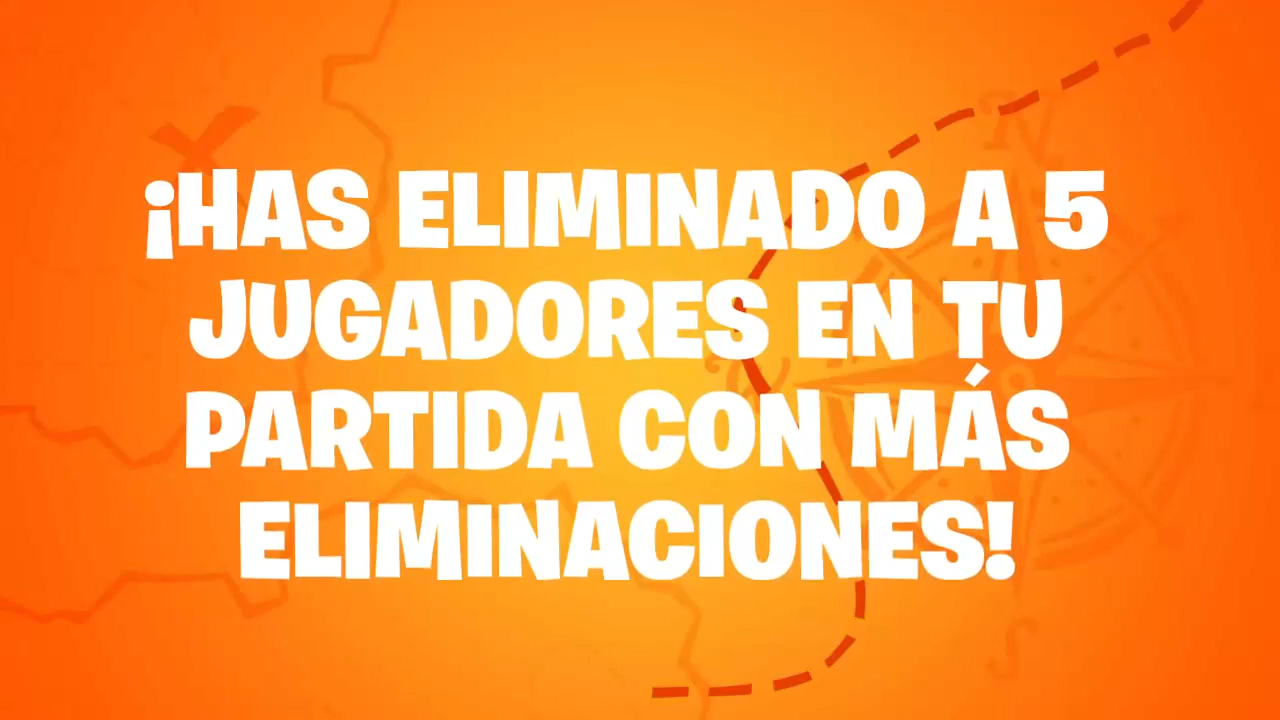 ¡HAS ELIMINADO A 5
JUGADORES EN TU
PARTIDA CON MÁS
ELIMINACIONES!
N
S